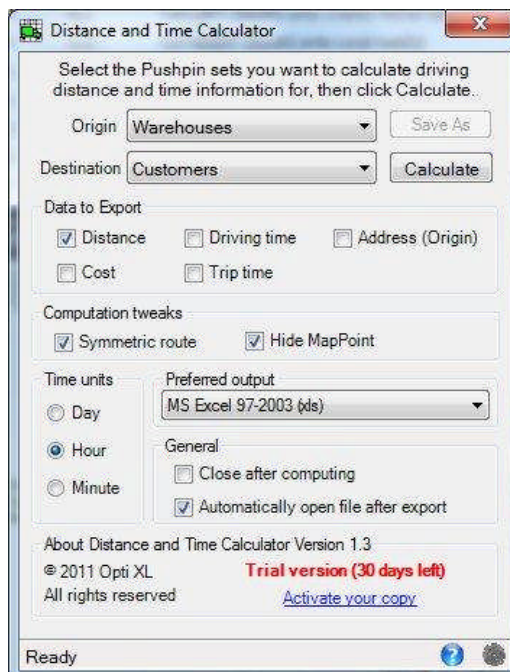 Distance and Time Calculator
Select the Pushpin sets you want to calculate driving
distance and time information for, then click Calculate.
Origin Warehouses Save As
Destination Customers Calculate
Data to Export
Distance Driving time Address (Origin)
Cost Trip time
Computation tweaks
Symmetric route Hide MapPoint
Time units Preferred output
Day MS Excel 97-2003 (xls)
Hour General
Close after computing
Minute Automatically open file after export
About Distance and Time Calculator Version 1.3
© 2011 Opti XL Trial version (30 days left)
All rights reserved Activate your copy
Ready